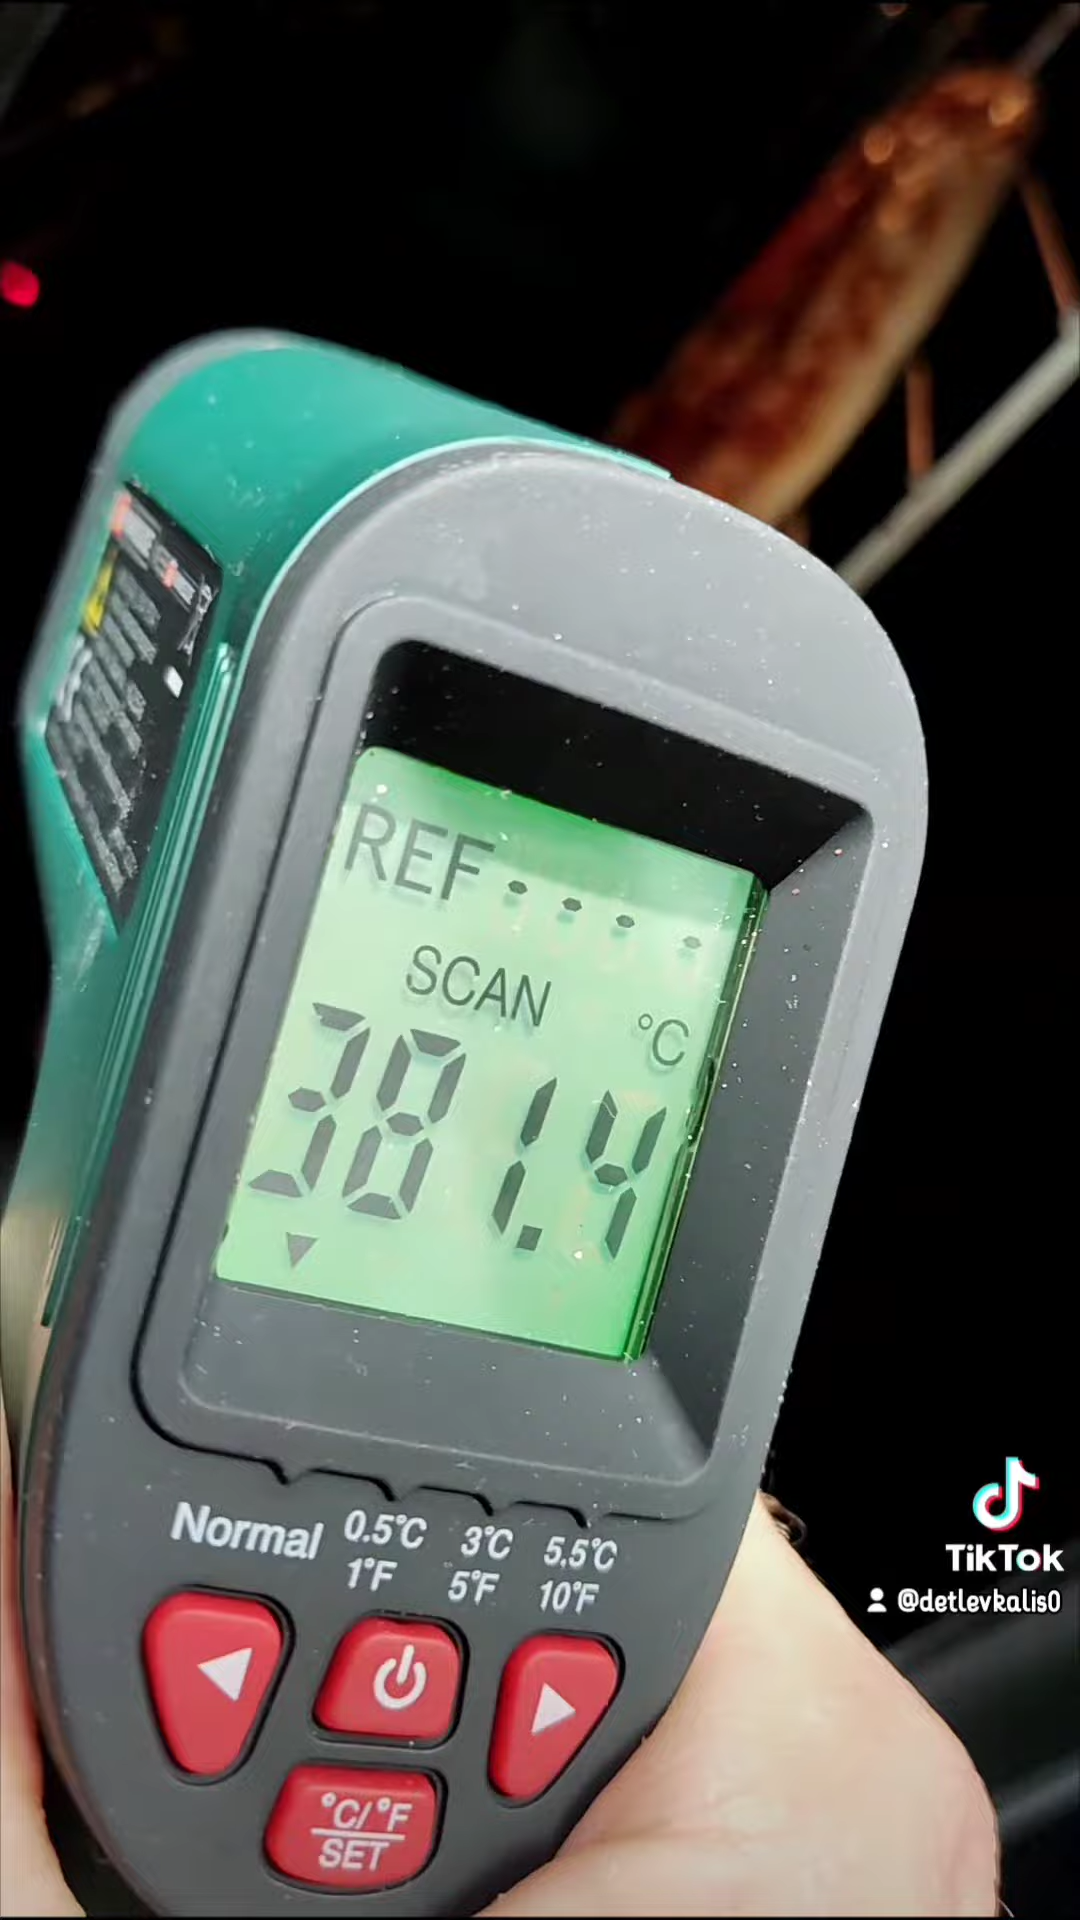 REF ----
SCAN
°C
381.4
Normal 0.5°C 3°C 5.5°C
1°F 5°F 10°F
°C/°F
SET
TikTok
@detlevkalis0